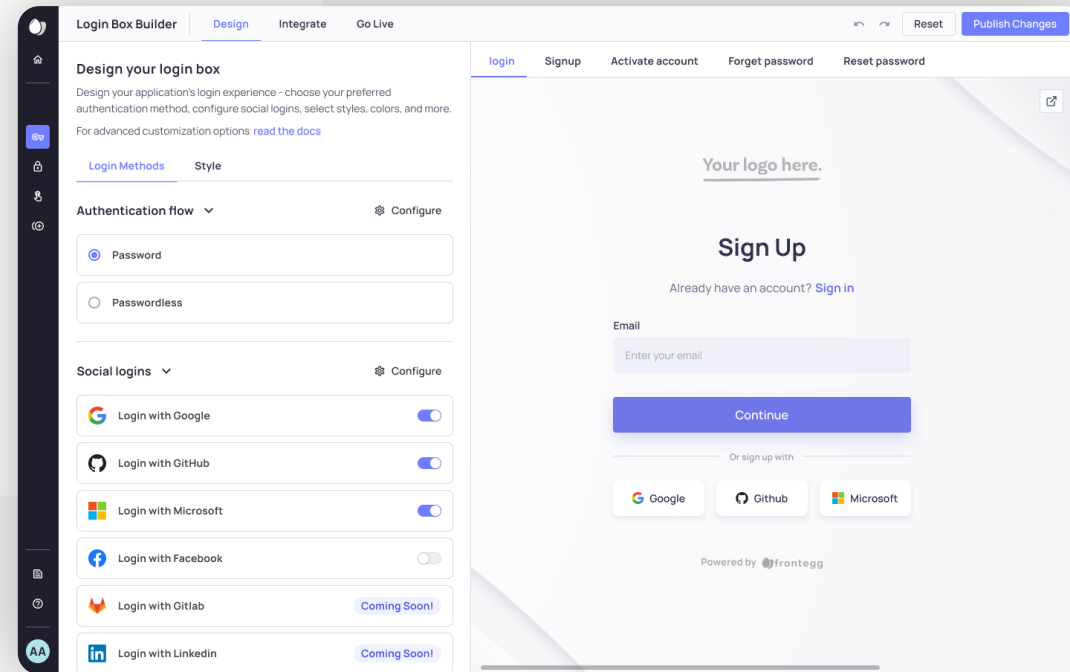 Login Box Builder
Design
Integrate
Go Live
Reset
Publish Changes
Design your login box
Design your application's login experience - choose your preferred
authentication method, configure social logins, select styles, colors, and more.
For advanced customization options read the docs
Login Methods
Style
Authentication flow
Configure
Password
Passwordless
Social logins
Configure
Login with Google
Login with GitHub
Login with Microsoft
Login with Facebook
Login with Gitlab
Coming Soon!
Login with Linkedin
Coming Soon!
AA
login
Signup
Activate account
Forget password
Reset password
Your logo here.
Sign Up
Already have an account? Sign in
Email
Enter your email
Continue
Or sign up with
Google
Github
Microsoft
Powered by frontegg